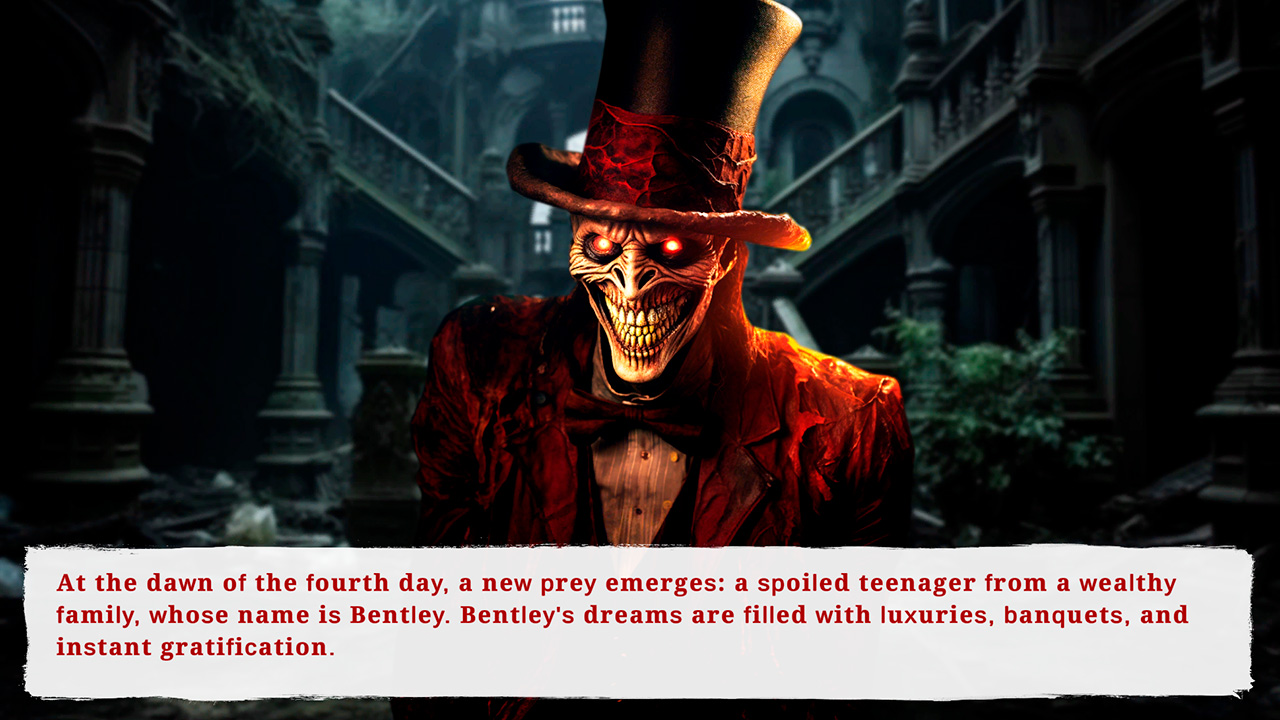 At the dawn of the fourth day, a new prey emerges: a spoiled teenager from a wealthy
family, whose name is Bentley. Bentley's dreams are filled with luxuries, banquets, and
instant gratification.